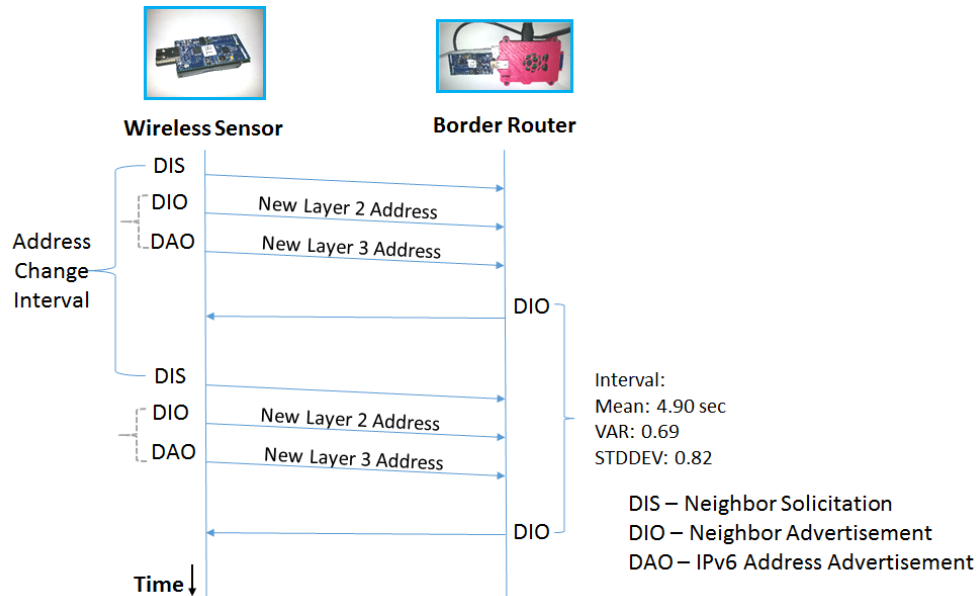 Wireless Sensor
Border Router
DIS
DIO
New Layer 2 Address
DAO
New Layer 3 Address
Address
Change
Interval
DIO
DIS
DIO
New Layer 2 Address
DAO
New Layer 3 Address
DIO
Interval:
Mean: 4.90 sec
VAR: 0.69
STDDEV: 0.82
DIS – Neighbor Solicitation
DIO – Neighbor Advertisement
DAO – IPv6 Address Advertisement
Time